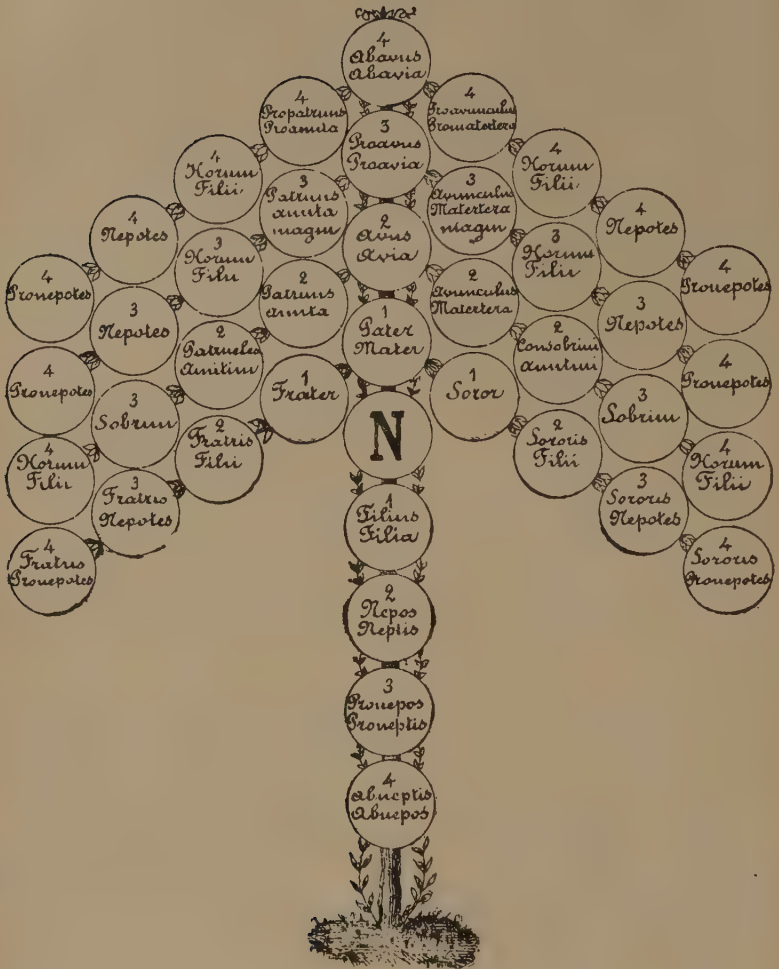 4
Abavus
Abavia
4
Propatruus
Proamita
3
Proavus
Proavia
4
Proavunculus
Promatertera
4
Horum
Filii
3
Patruus
amita
magn
3
Avunculus
Matertera
magn
4
Horum
Filii
4
Nepotes
3
Horum
Filii
2
Avus
Avia
3
Horum
Filii
4
Nepotes
4
Pronepotes
3
Nepotes
2
Patruus
Amita
1
Pater
Mater
2
Avunculus
Matertera
3
Nepotes
4
Pronepotes
2
Patrueles
Amitini
2
Consobrini
Amitini
4
Pronepotes
3
Sobrini
1
Frater
N
1
Soror
3
Sobrini
4
Pronepotes
4
Horum
Filii
3
Fratris
Nepotes
2
Fratris
Filii
2
Sororis
Filii
3
Sororis
Nepotes
4
Horum
Filii
4
Fratris
Pronepotes
1
Filius
Filia
4
Sororis
Pronepotes
2
Nepos
Neptis
3
Pronepos
Proneptis
4
Abneptis
Abnepos